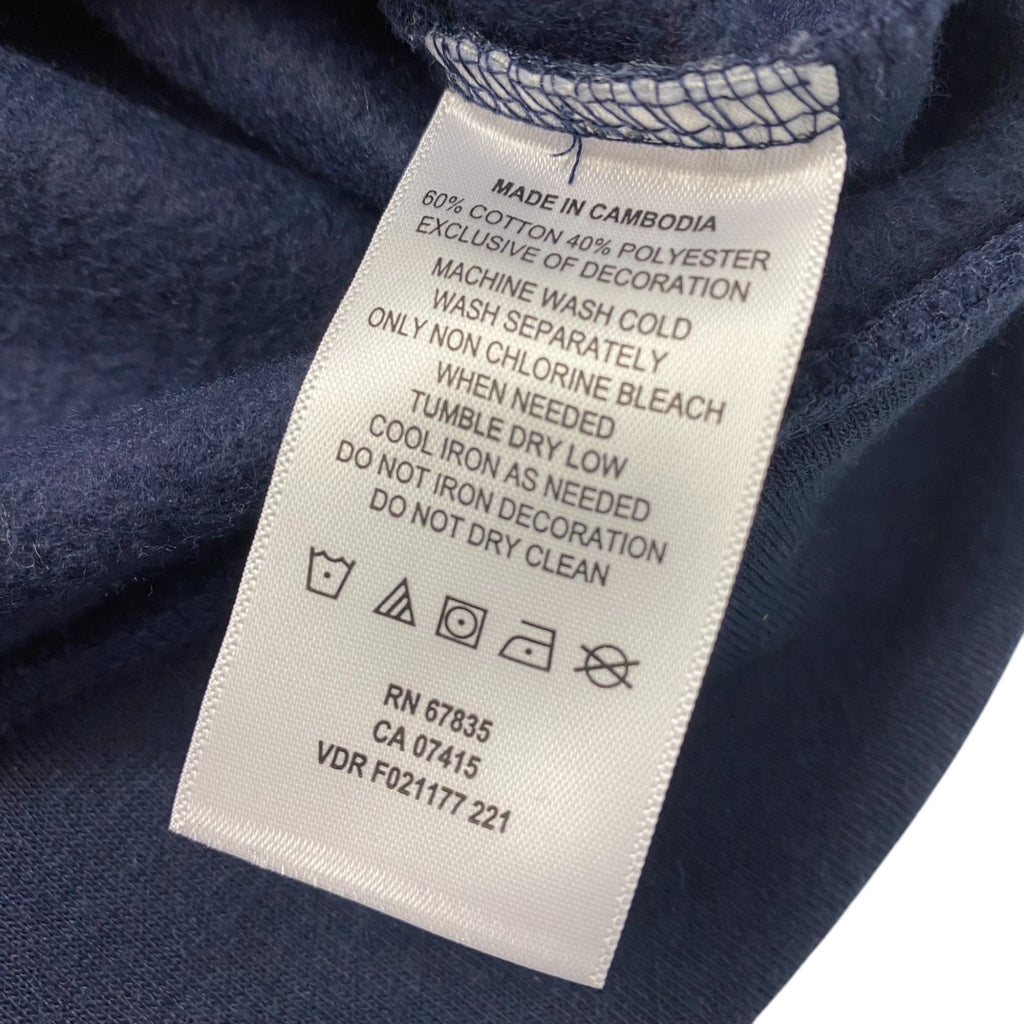 MADE IN CAMBODIA
60% COTTON 40% POLYESTER
EXCLUSIVE OF DECORATION
MACHINE WASH COLD
WASH SEPARATELY
ONLY NON CHLORINE BLEACH
WHEN NEEDED
TUMBLE DRY LOW
COOL IRON AS NEEDED
DO NOT IRON DECORATION
DO NOT DRY CLEAN
RN 67835
CA 07415
VDR F021177 221